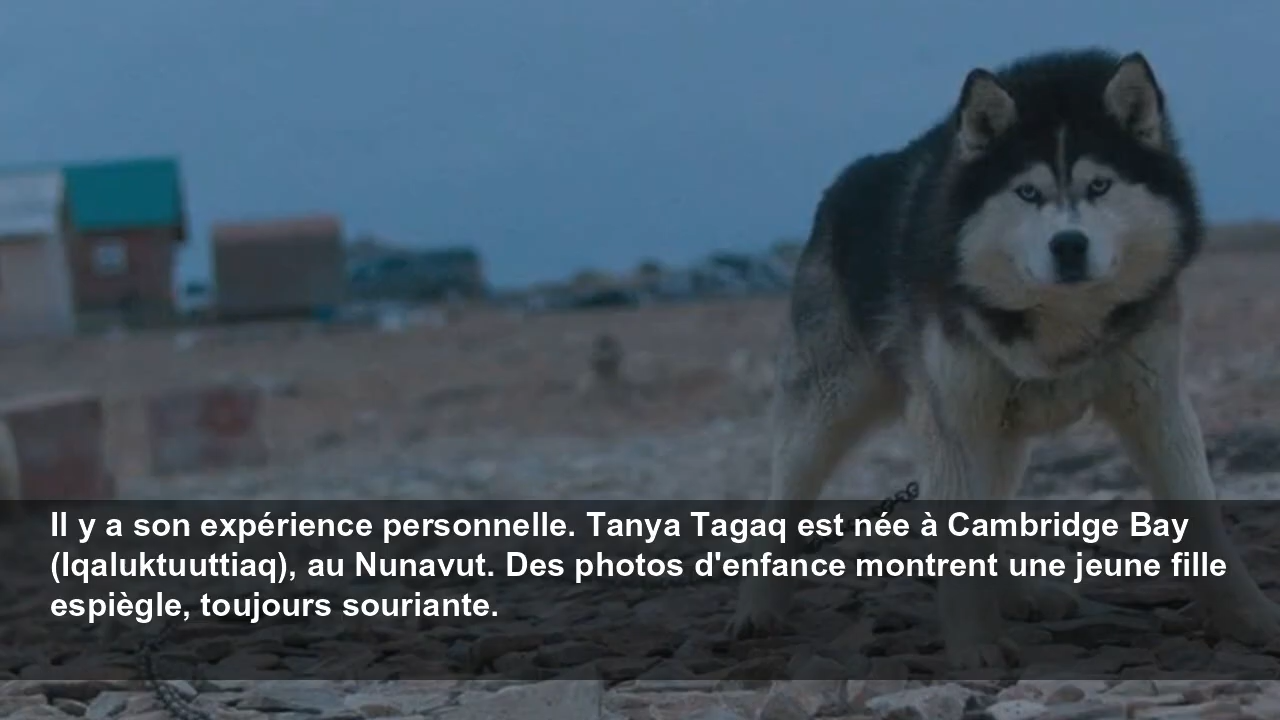 Il y a son expérience personnelle. Tanya Tagaq est née à Cambridge Bay
(Iqaluktuuttiaq), au Nunavut. Des photos d'enfance montrent une jeune fille
espiègle, toujours souriante.